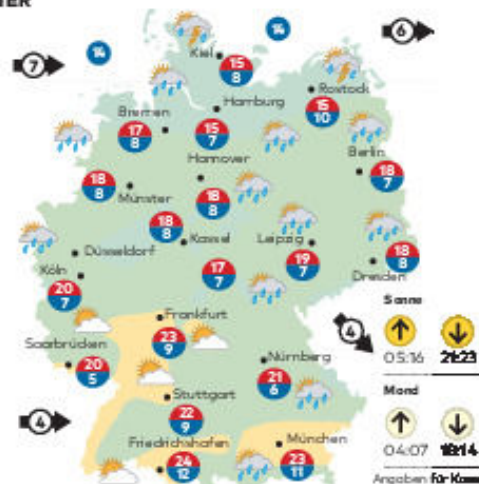 TER
14
14
6
7
Kiel
15
8
Rostock
15
10
Hamburg
15
7
Bremen
17
8
Hannover
Berlin
18
7
18
8
Münster
18
8
18
8
Kassel
Leipzig
19
7
Düsseldorf
18
8
Dresden
Köln
20
7
17
7
Sonne
Frankfurt
4
23
9
05:16
21:23
Saarbrücken
20
5
Nürnberg
21
6
Mond
Stuttgart
4
22
9
04:07
Friedrichshafen
München
24
12
23
11
Angaben für